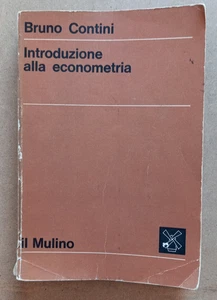 Bruno Contini
Introduzione
alla econometria
il Mulino